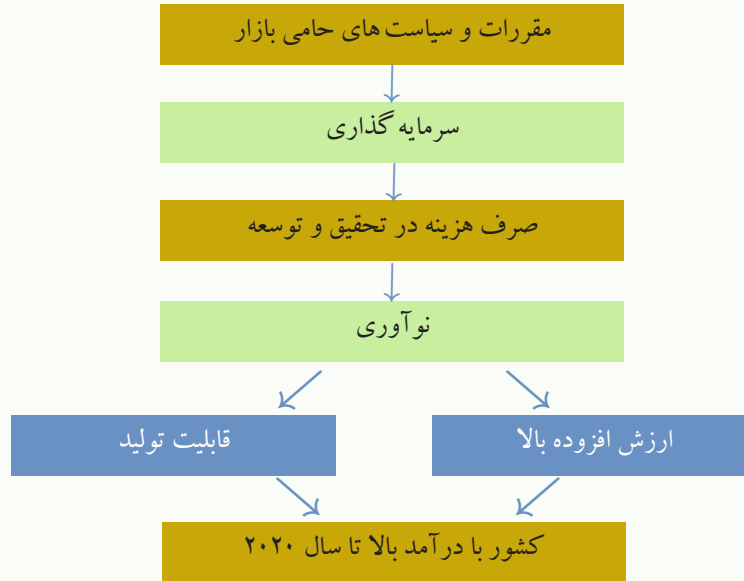 مقررات و سیاست های حامی بازار
سرمایه گذاری
صرف هزینه در تحقیق و توسعه
نوآوری
ارزش افزوده بالا
قابلیت تولید
کشور با درآمد بالا تا سال ۲۰۲۰